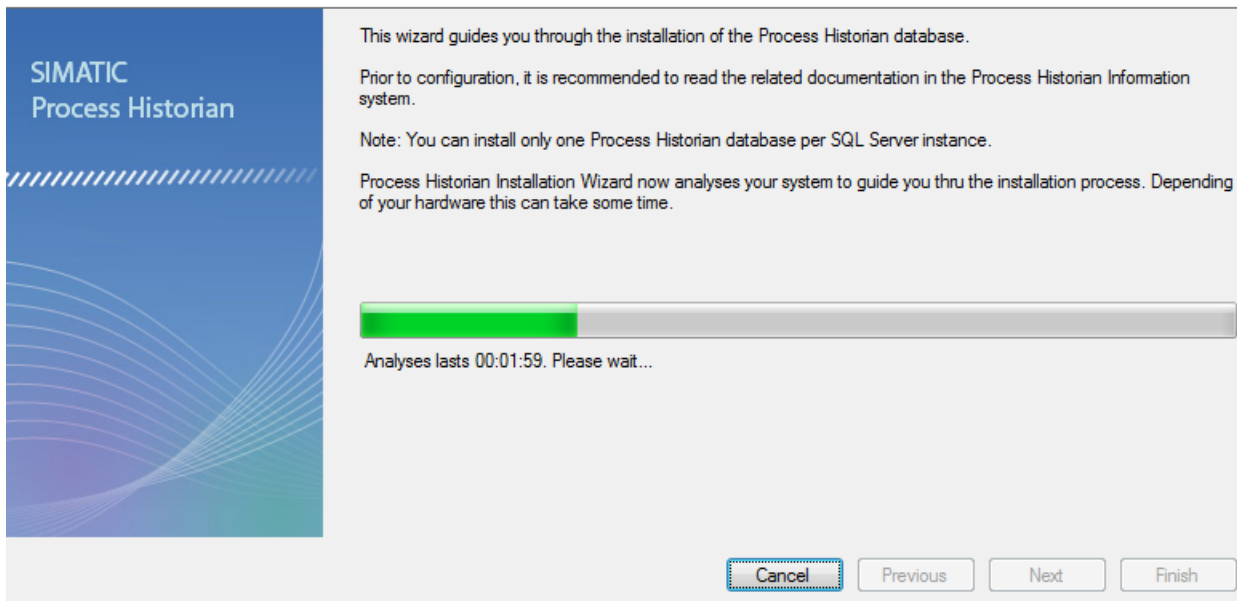 SIMATIC
Process Historian
This wizard guides you through the installation of the Process Historian database.
Prior to configuration, it is recommended to read the related documentation in the Process Historian Information
system.
Note: You can install only one Process Historian database per SQL Server instance.
Process Historian Installation Wizard now analyses your system to guide you thru the installation process. Depending
of your hardware this can take some time.
Analyses lasts 00:01:59. Please wait...
Cancel Previous Next Finish